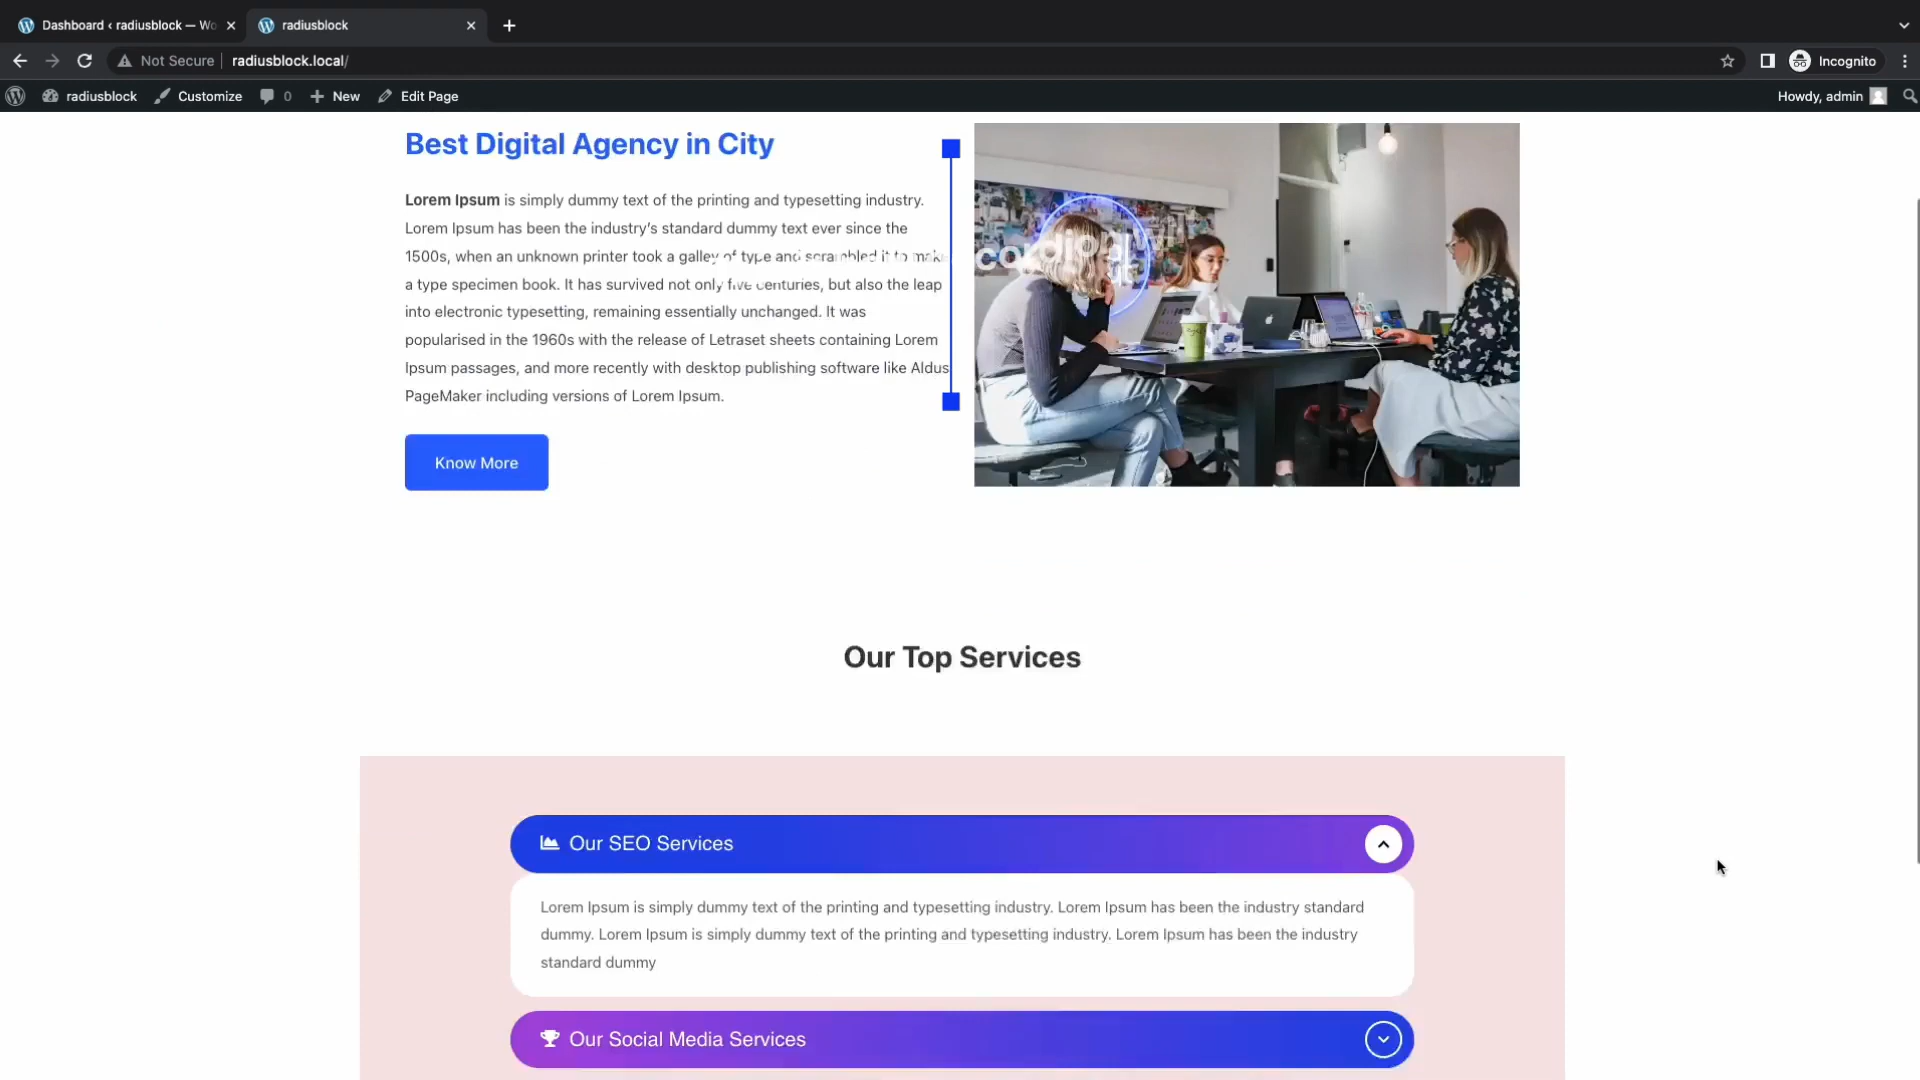 Dashboard ‹ radiusblock — Wo
radiusblock
Not Secure
radiusblock.local/
Incognito
radiusblock
Customize
0
New
Edit Page
Howdy, admin
Best Digital Agency in City
Lorem Ipsum is simply dummy text of the printing and typesetting industry.
Lorem Ipsum has been the industry’s standard dummy text ever since the
1500s, when an unknown printer took a galley of type and scrambled it to make
a type specimen book. It has survived not only five centuries, but also the leap
into electronic typesetting, remaining essentially unchanged. It was
popularised in the 1960s with the release of Letraset sheets containing Lorem
Ipsum passages, and more recently with desktop publishing software like Aldus
PageMaker including versions of Lorem Ipsum.
Know More
Our Top Services
Our SEO Services
Lorem Ipsum is simply dummy text of the printing and typesetting industry. Lorem Ipsum has been the industry standard
dummy. Lorem Ipsum is simply dummy text of the printing and typesetting industry. Lorem Ipsum has been the industry
standard dummy
Our Social Media Services